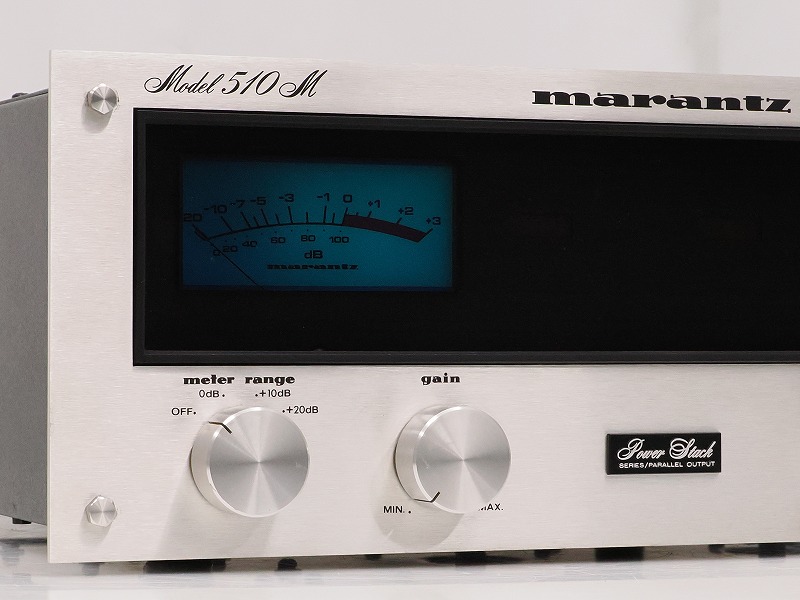 Model 510 M
marantz
20 -10 -7 -5 -3 -1 0 +1 +2 +3
0 20 40 60 80 100
dB
marantz
meter range
OFF. 0dB. .+10dB .+20dB
gain
MIN. MAX.
Power Stack
SERIES/PARALLEL OUTPUT